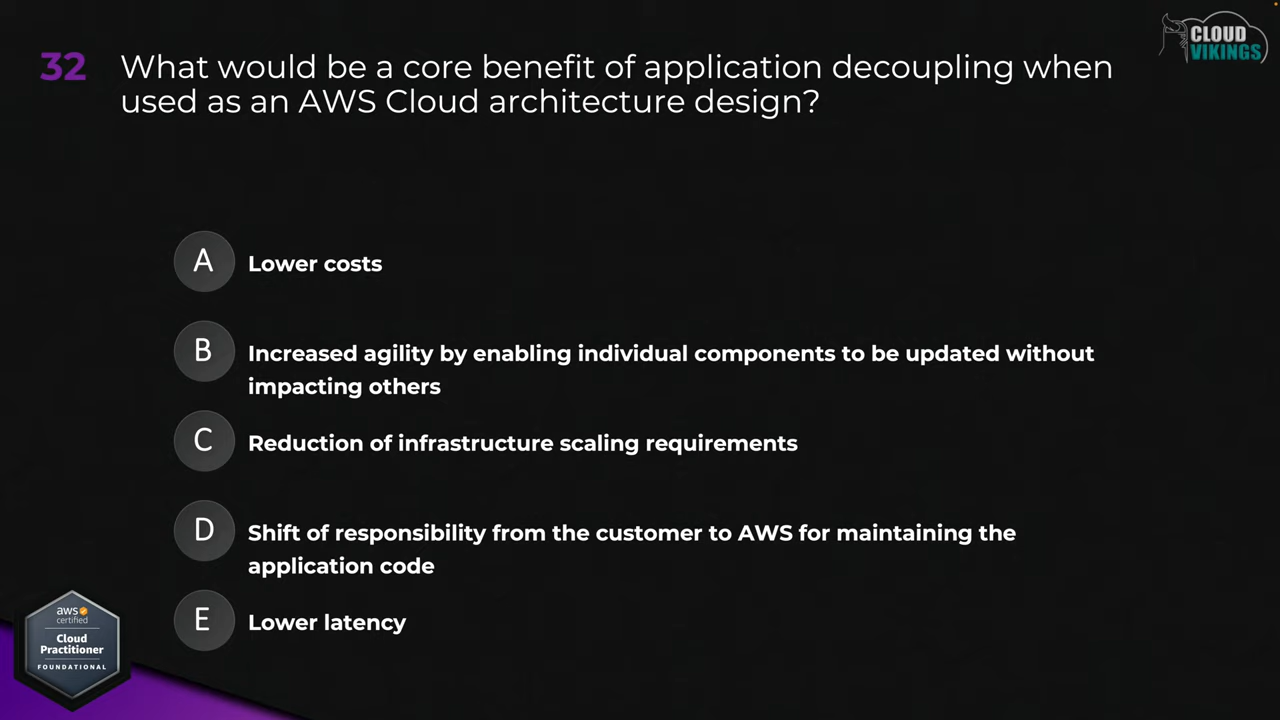 CLOUD
VIKINGS
32
What would be a core benefit of application decoupling when
used as an AWS Cloud architecture design?
A
Lower costs
B
Increased agility by enabling individual components to be updated without
impacting others
C
Reduction of infrastructure scaling requirements
D
Shift of responsibility from the customer to AWS for maintaining the
application code
E
Lower latency
aws
certified
Cloud
Practitioner
FOUNDATIONAL